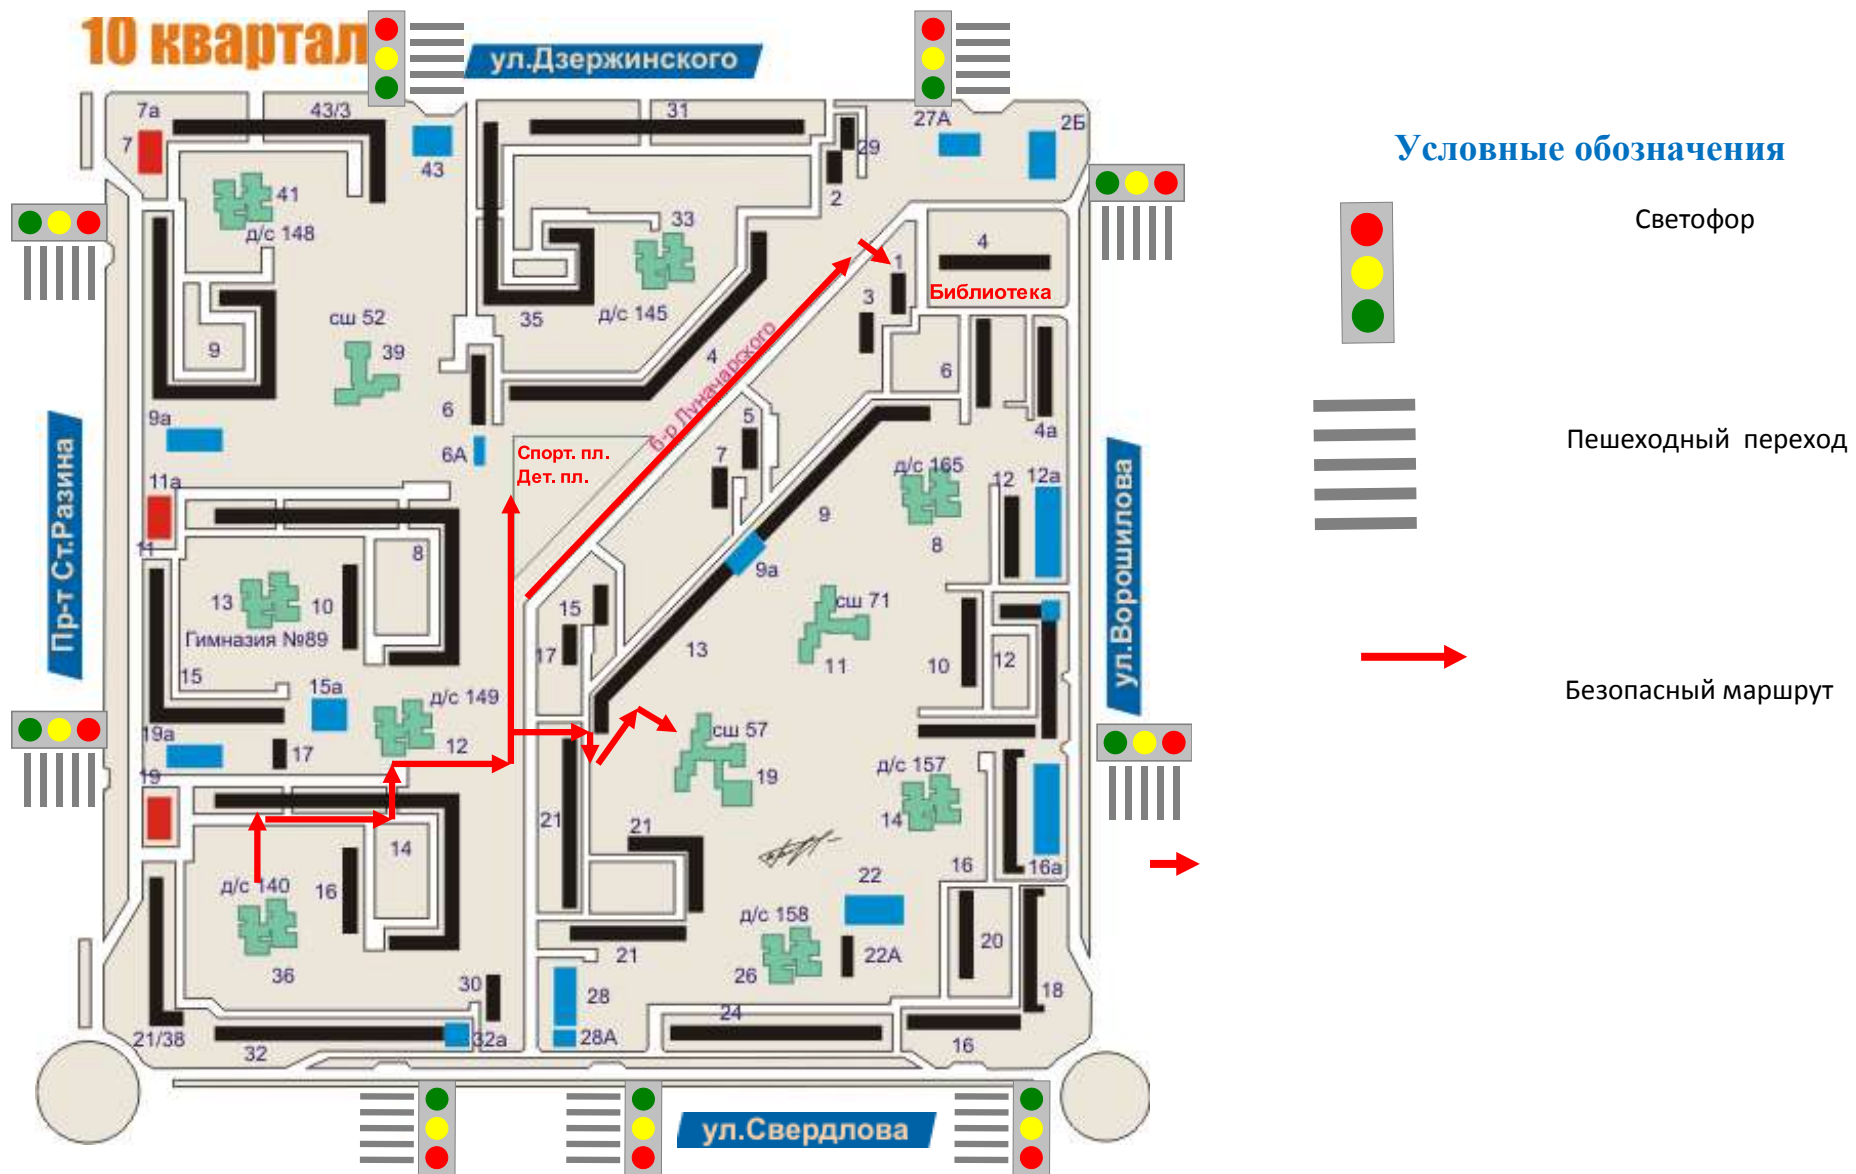 10 квартал
ул.Дзержинского
7а
43/3
31
27А
2Б
7
43
29
2
41
д/с 148
33
4
1
3
Библиотека
д/с 145
35
сш 52
39
9
4
б-р Луначарского
6
6
9а
6А
Спорт. пл.
Дет. пл.
5
7
4а
д/с 165
12
12а
11а
11
8
9
8
9а
Пр-т Ст.Разина
ул.Ворошилова
13
10
Гимназия №89
15
17
сш 71
11
13
10
12
15
15а
д/с 149
12
19а
17
19
сш 57
19
д/с 157
14
21
21
14
16
д/с 140
36
22
16
16а
д/с 158
26
22А
20
21
30
28
18
24
28А
21/38
32
32а
16
ул.Свердлова
Условные обозначения
Светофор
Пешеходный переход
Безопасный маршрут